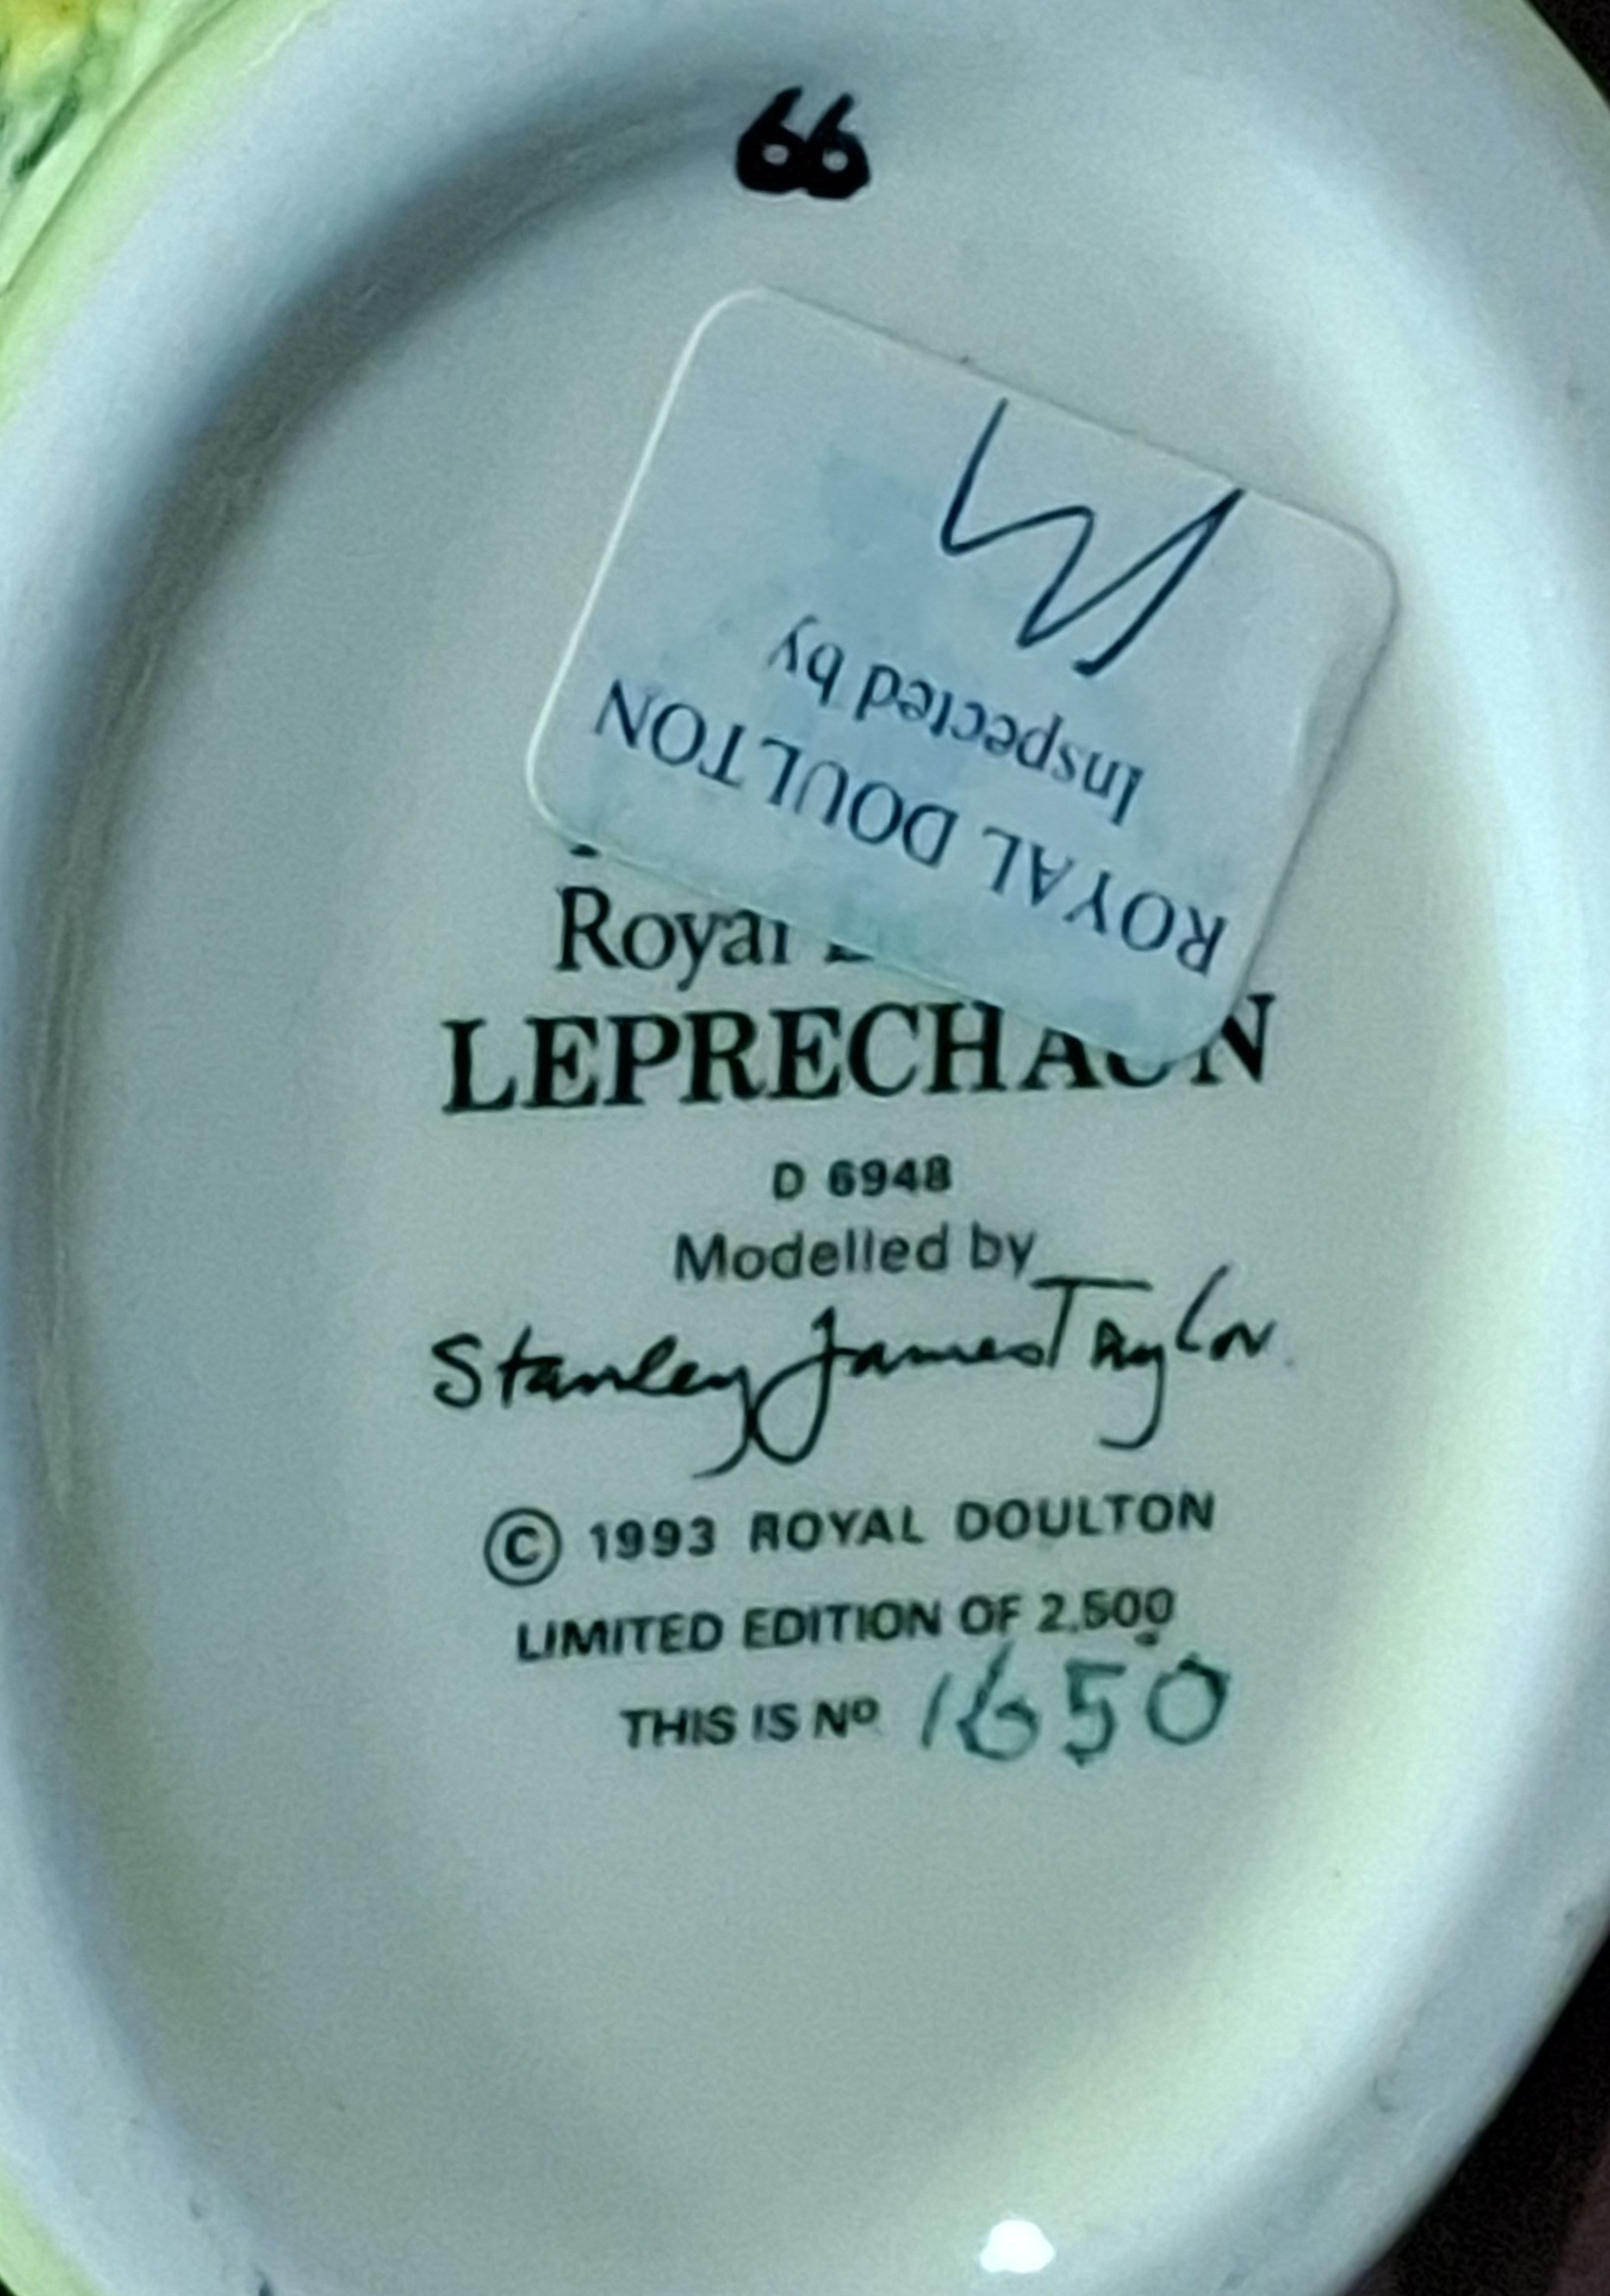 66
ROYAL DOULTON
Inspected by
Royal
LEPRECHAUN
D 6948
Modelled by
Stanley James Taylor
© 1993 ROYAL DOULTON
LIMITED EDITION OF 2,500
THIS IS Nº 1650